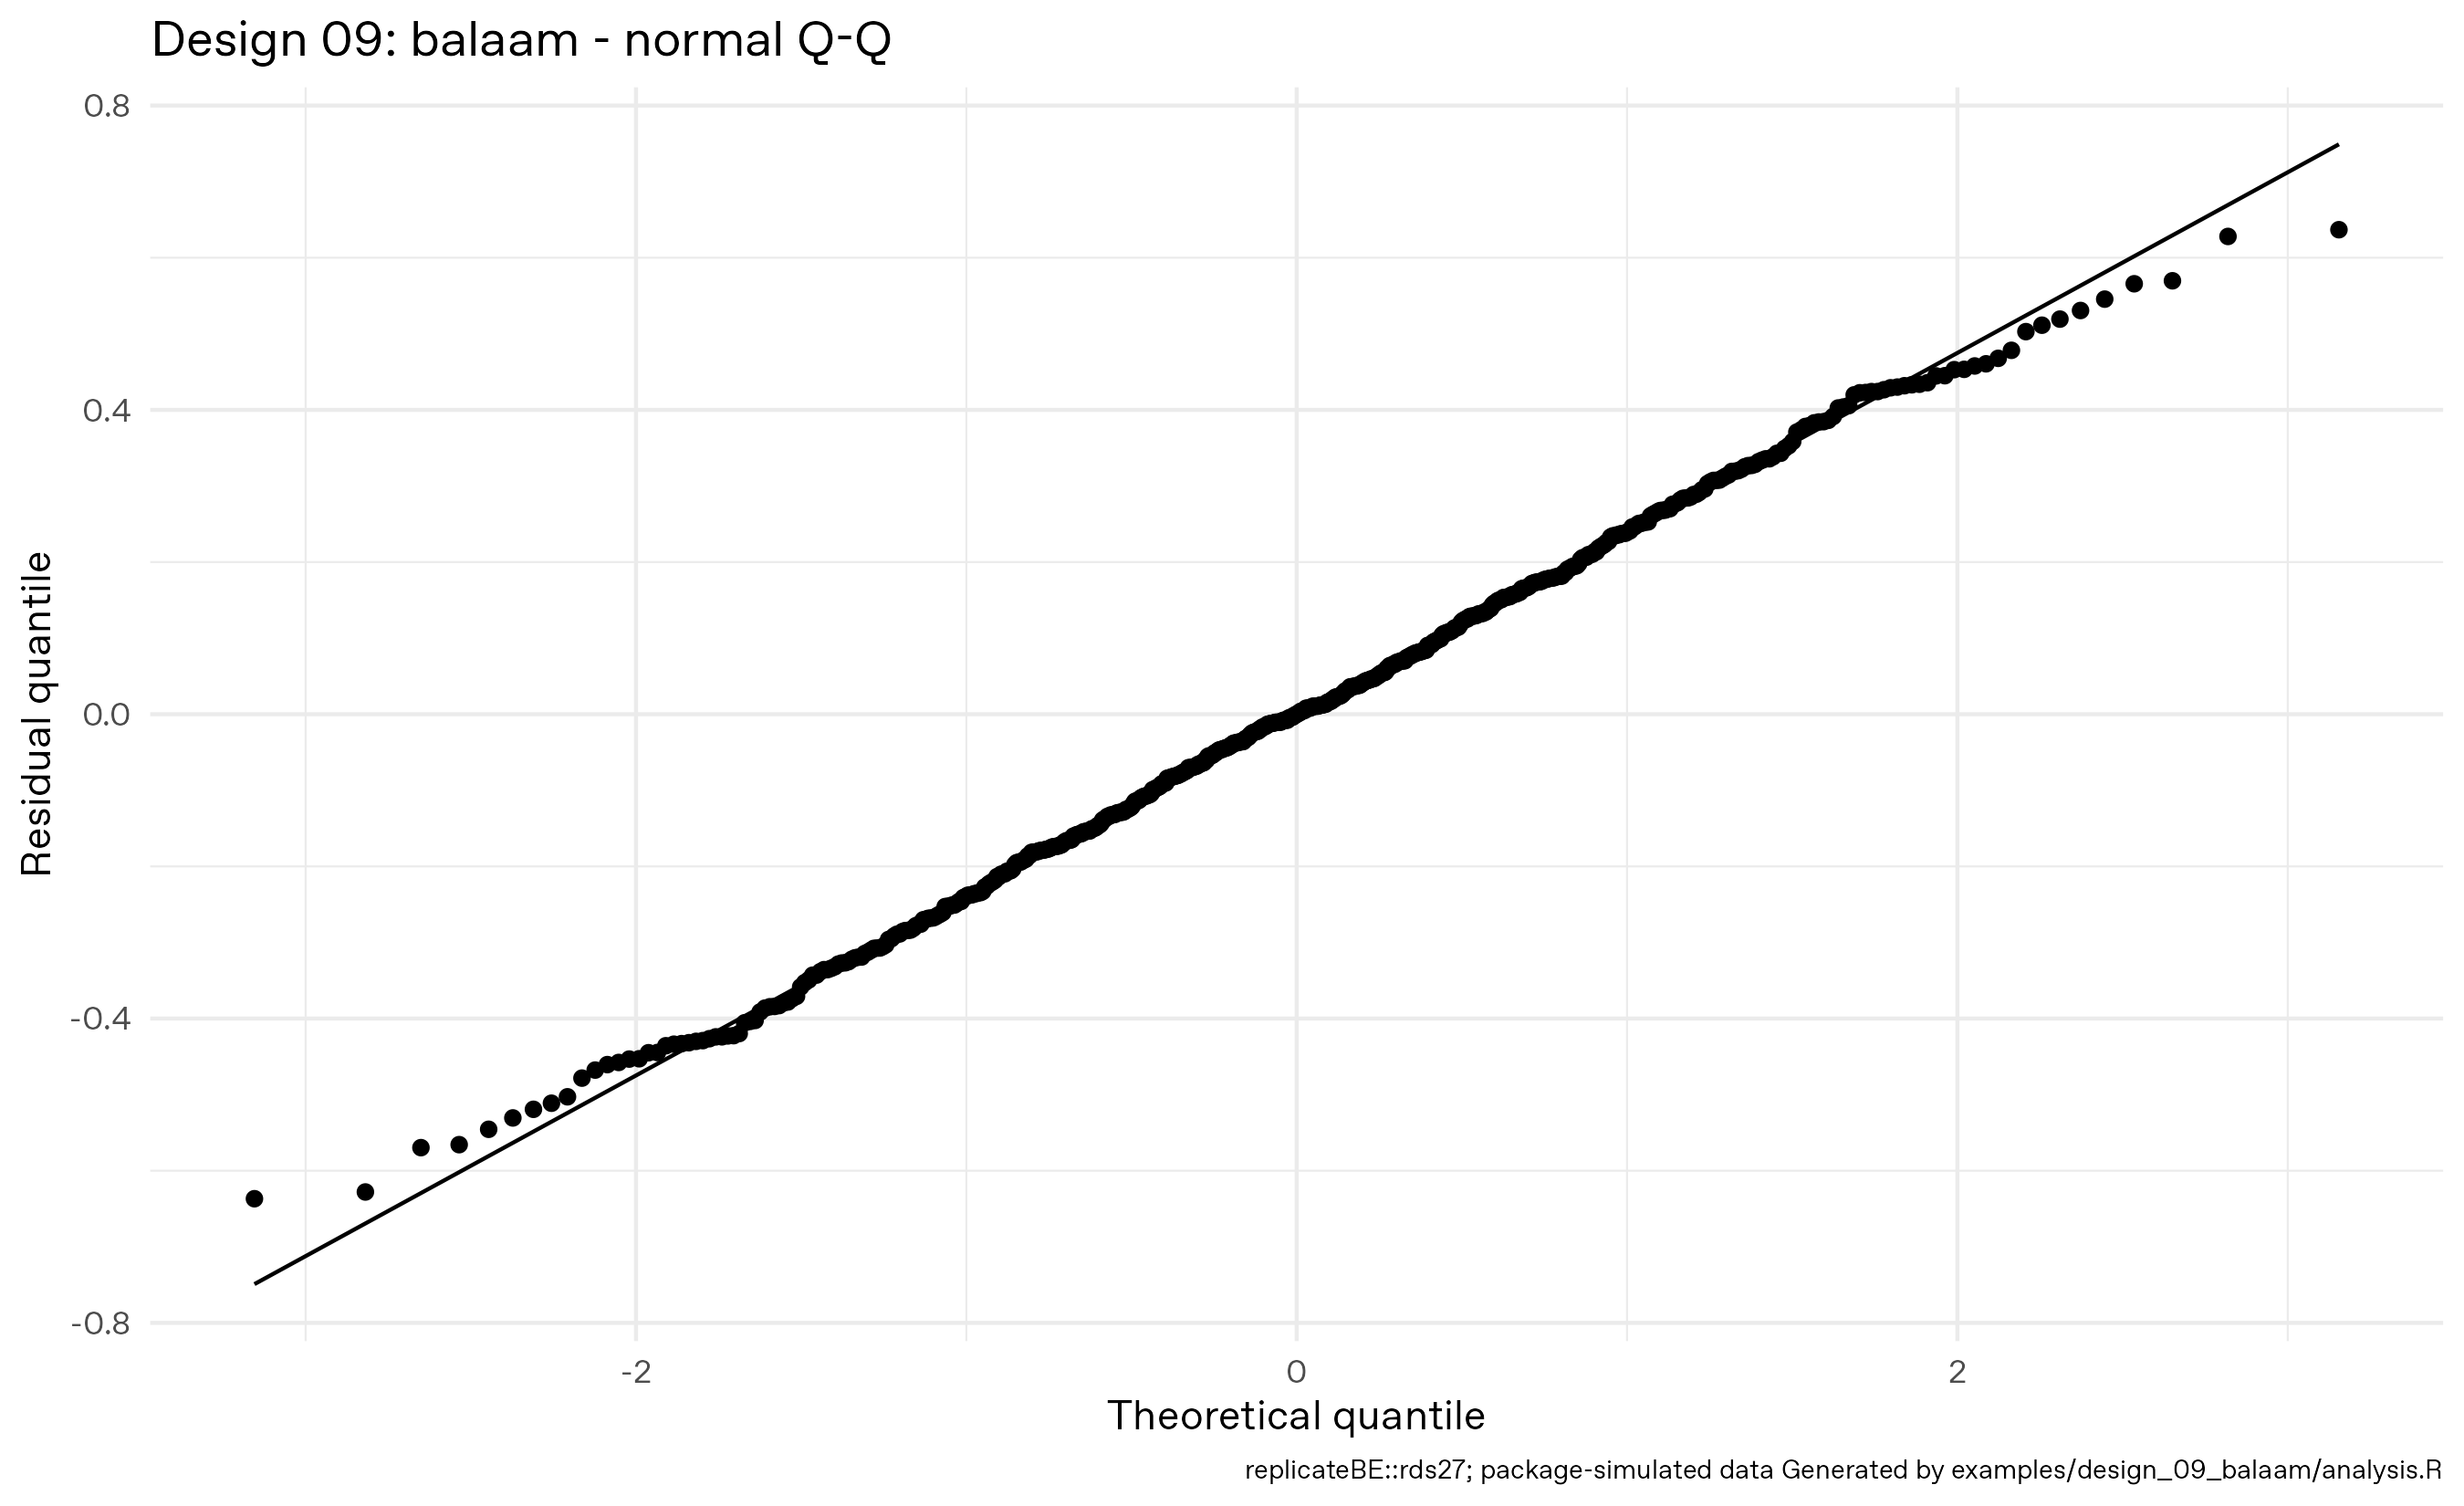 Design 09: balaam - normal Q-Q
0.8
0.4
0.0
-0.4
-0.8
Residual quantile
-2
0
2
Theoretical quantile
replicateBE::rds27; package-simulated data Generated by examples/design_09_balaam/analysis.R